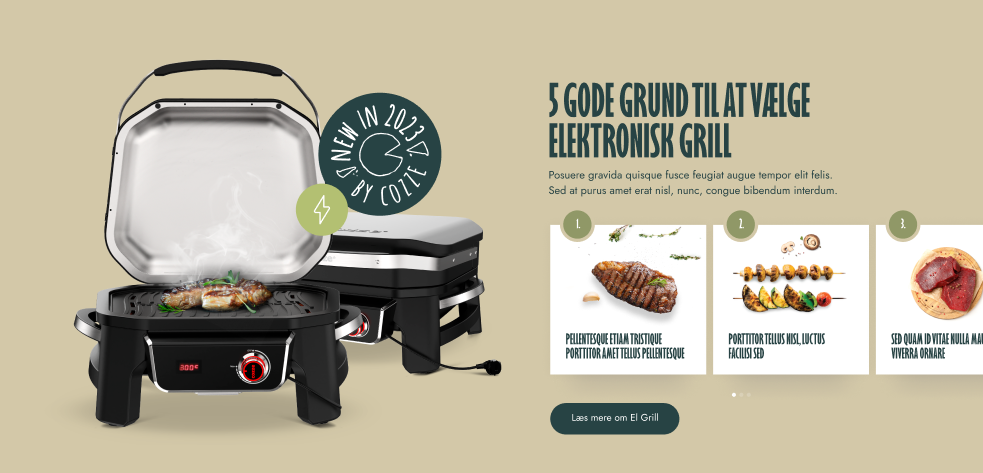 NEW IN 2023
BY COZZE
300°
5 GODE GRUND TIL AT VÆLGE
ELEKTRONISK GRILL
Posuere gravida quisque fusce feugiat augue tempor elit felis.
Sed at purus amet erat nisl, nunc, congue bibendum interdum.
1.
2.
3.
PELLENTESQUE ETIAM TRISTIQUE
PORTTITOR AMET TELLUS PELLENTESQUE
PORTTITOR TELLUS NISL, LUCTUS
FACILISI SED
SED QUAM ID VITAE NULLA
VIVERRA ORNARE
Læs mere om El Grill